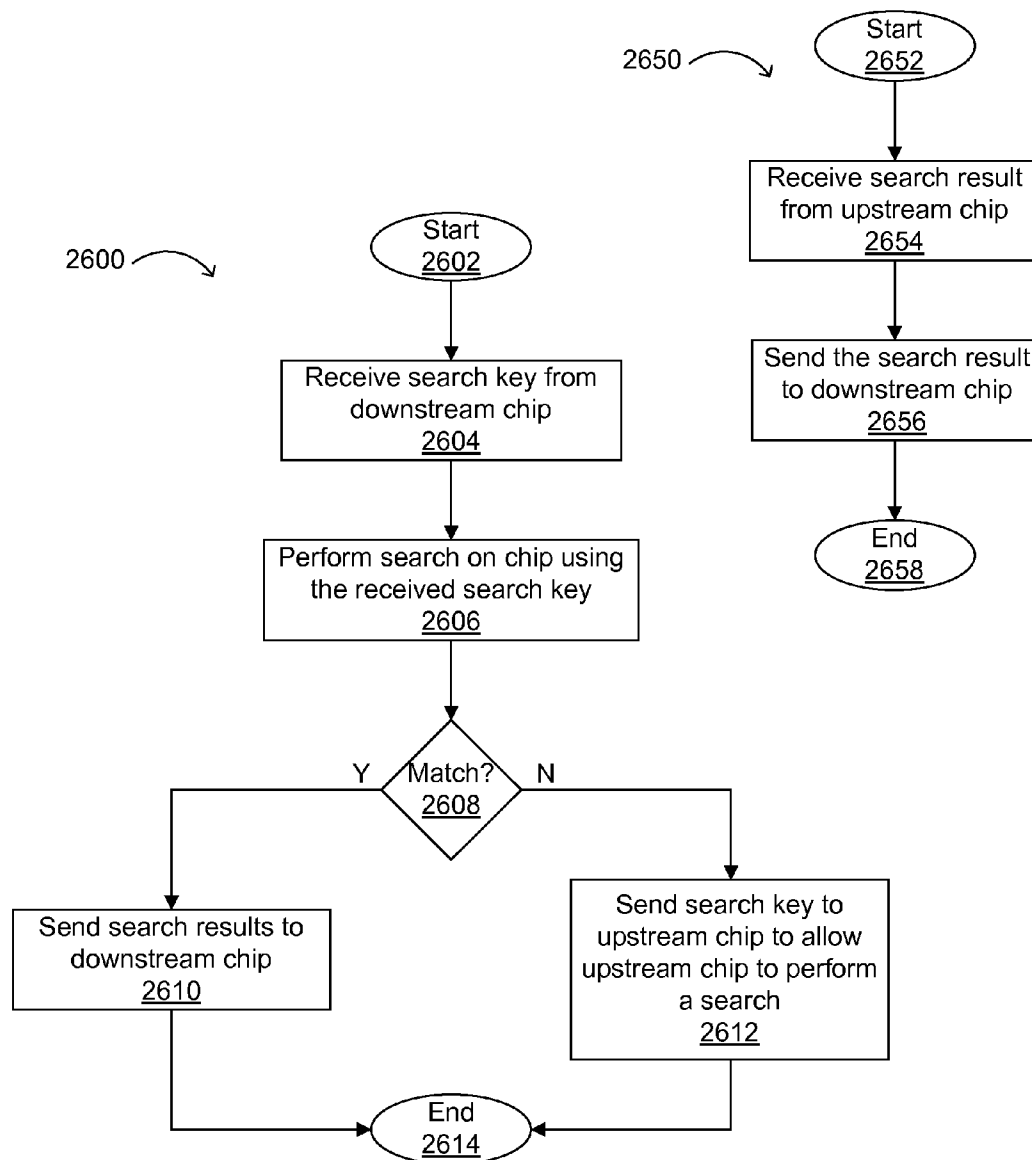 2600
Start
2602
Receive search key from
downstream chip
2604
Perform search on chip using
the received search key
2606
Match?
2608
Y
N
Send search results to
downstream chip
2610
Send search key to
upstream chip to allow
upstream chip to perform
a search
2612
End
2614
2650
Start
2652
Receive search result
from upstream chip
2654
Send the search result
to downstream chip
2656
End
2658